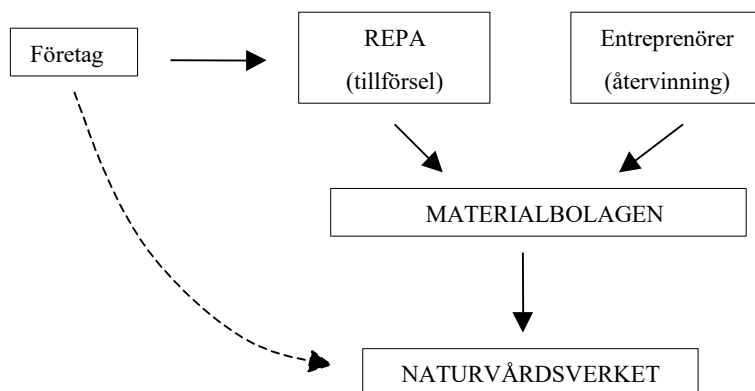 Företag
REPA
(tillförsel)
Entreprenörer
(återvinning)
MATERIALBOLAGEN
NATURVÅRDSVERKET